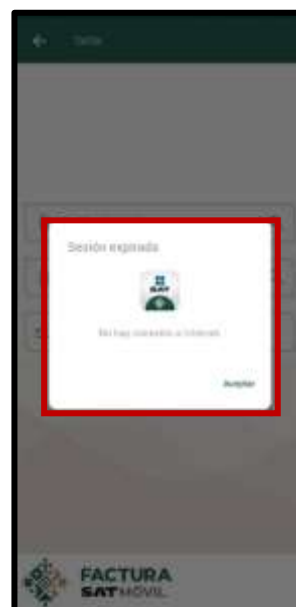 Sesión expirada
SAT
No hay conexión a Internet
Aceptar
FACTURA
SAT MÓVIL